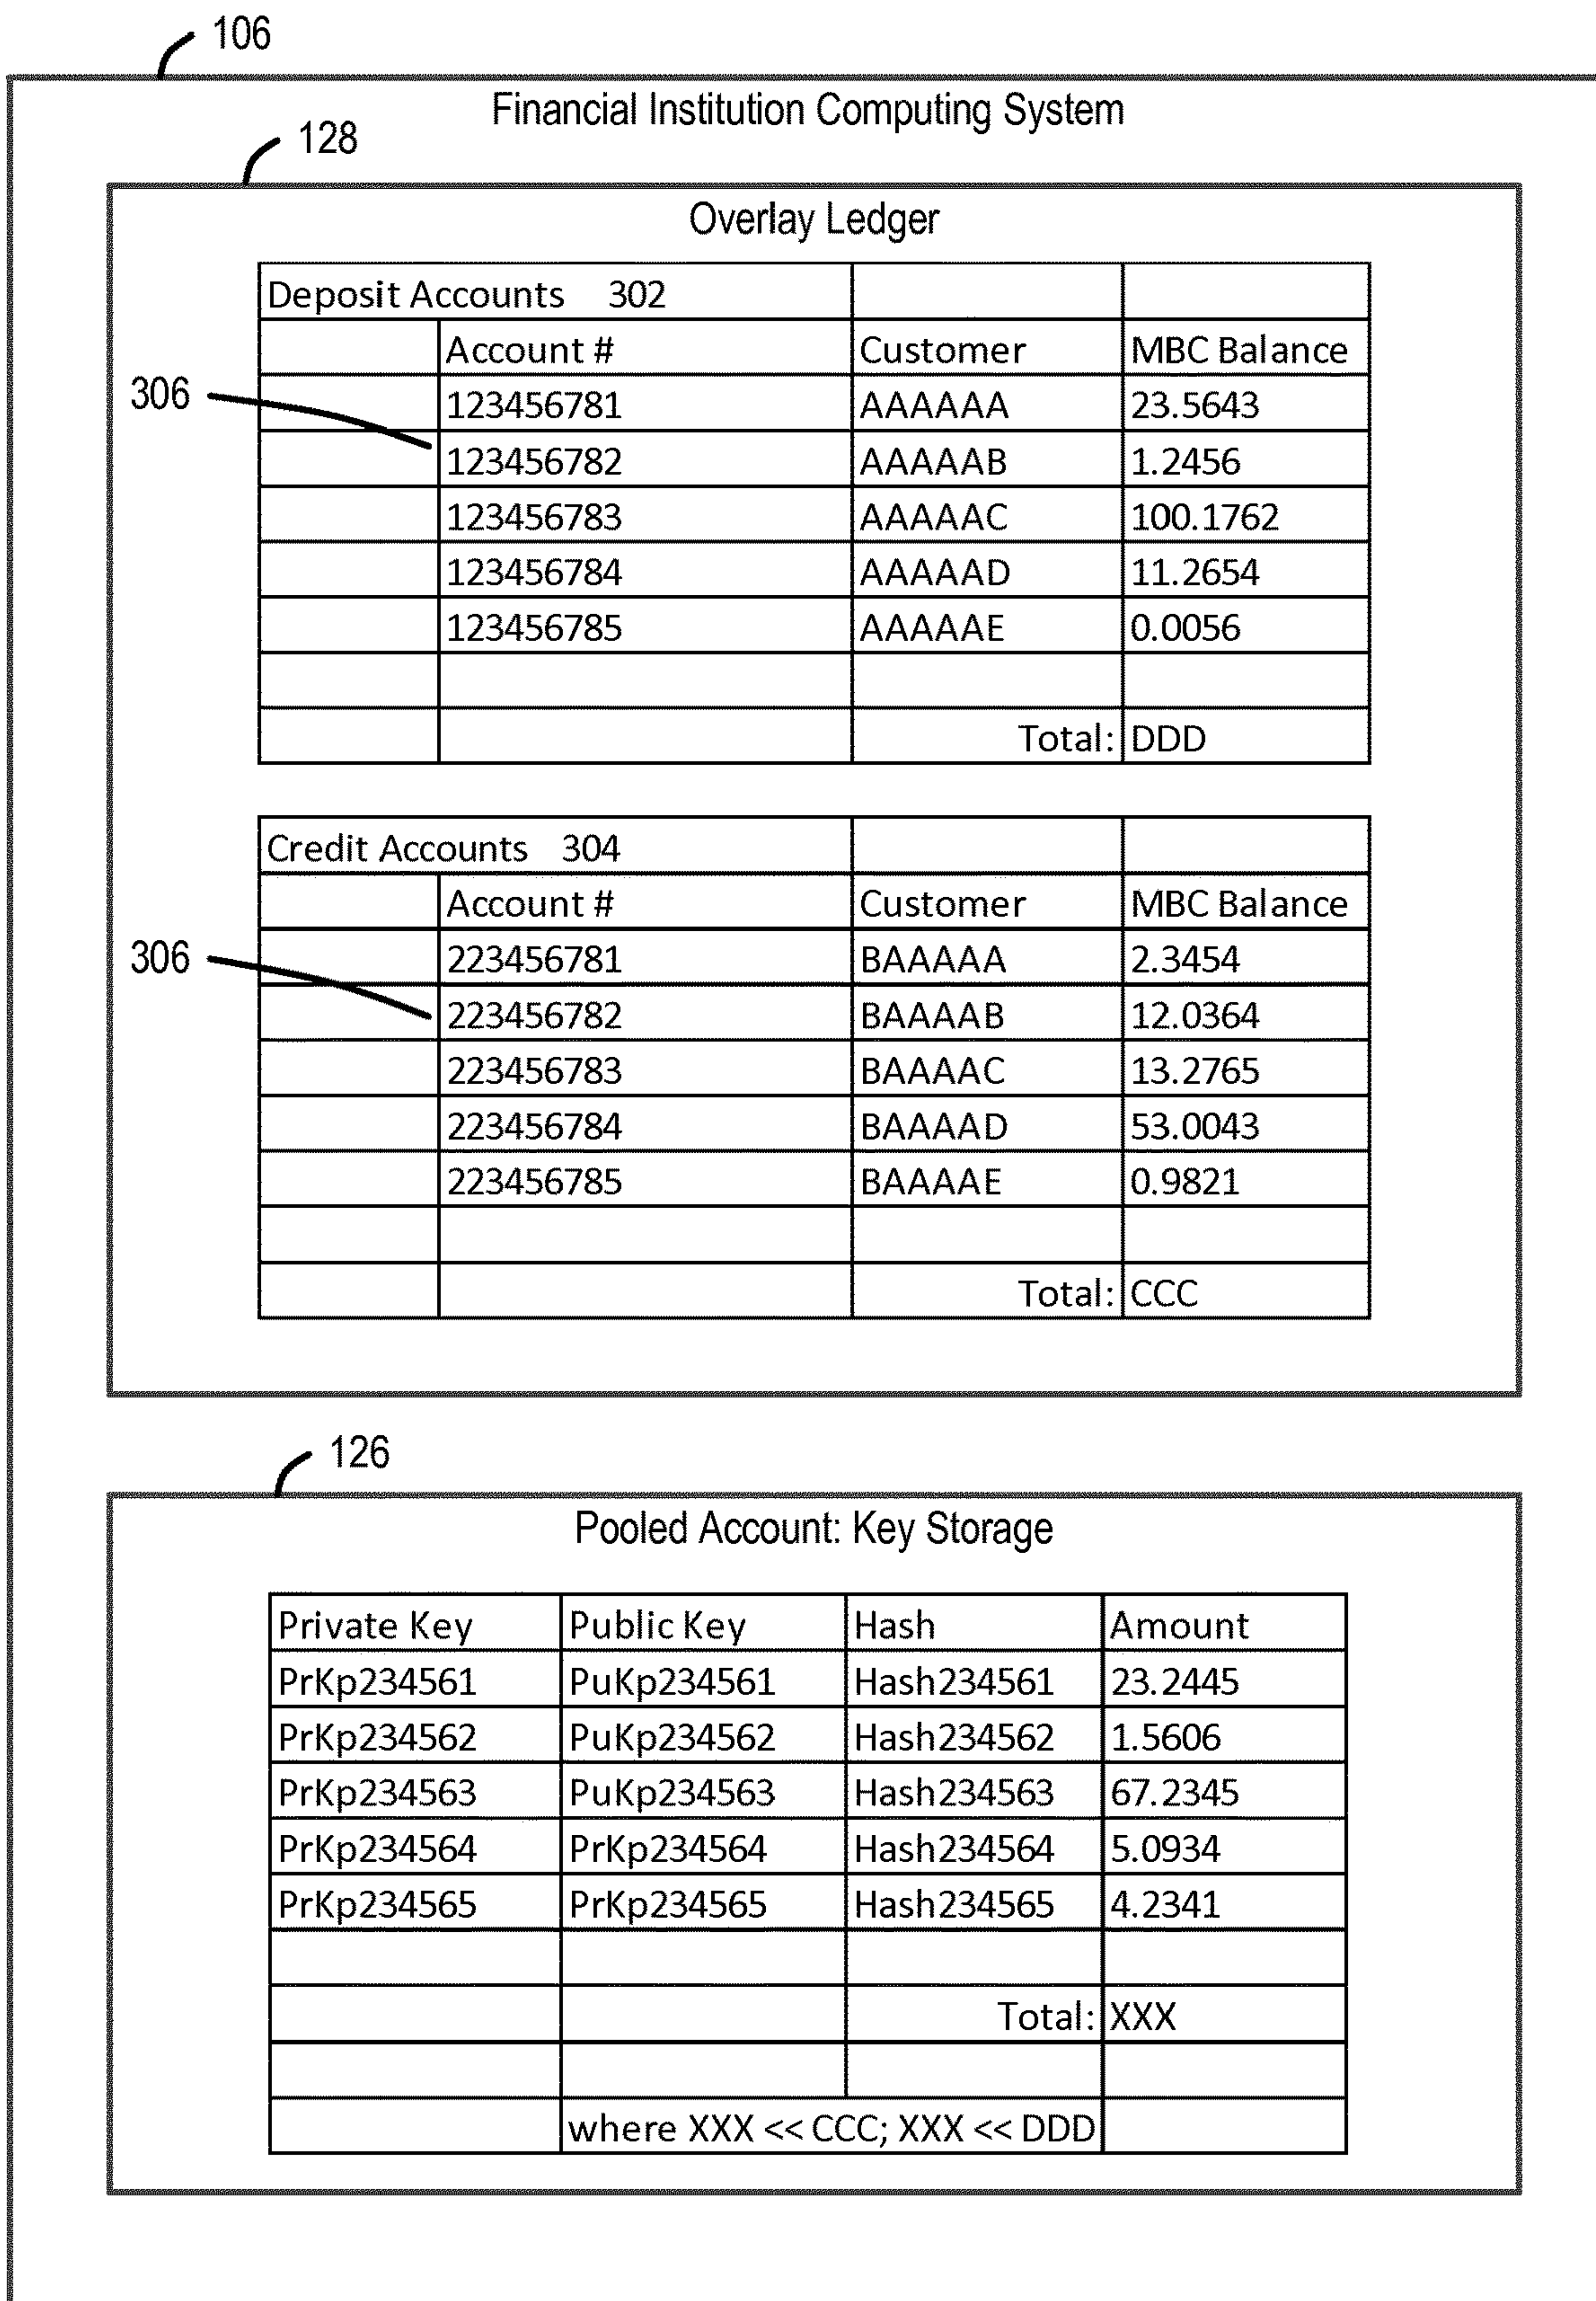 106
Financial Institution Computing System
128
Overlay Ledger
Deposit Accounts 302
Account # Customer MBC Balance
306
123456781 AAAAAA 23.5643
123456782 AAAAAB 1.2456
123456783 AAAAAC 100.1762
123456784 AAAAAD 11.2654
123456785 AAAAAE 0.0056
Total: DDD
Credit Accounts 304
Account # Customer MBC Balance
306
223456781 BAAAAA 2.3454
223456782 BAAAAB 12.0364
223456783 BAAAAC 13.2765
223456784 BAAAAD 53.0043
223456785 BAAAAE 0.9821
Total: CCC
126
Pooled Account: Key Storage
Private Key Public Key Hash Amount
PrKp234561 PuKp234561 Hash234561 23.2445
PrKp234562 PuKp234562 Hash234562 1.5606
PrKp234563 PuKp234563 Hash234563 67.2345
PrKp234564 PrKp234564 Hash234564 5.0934
PrKp234565 PrKp234565 Hash234565 4.2341
Total: XXX
where XXX << CCC; XXX << DDD